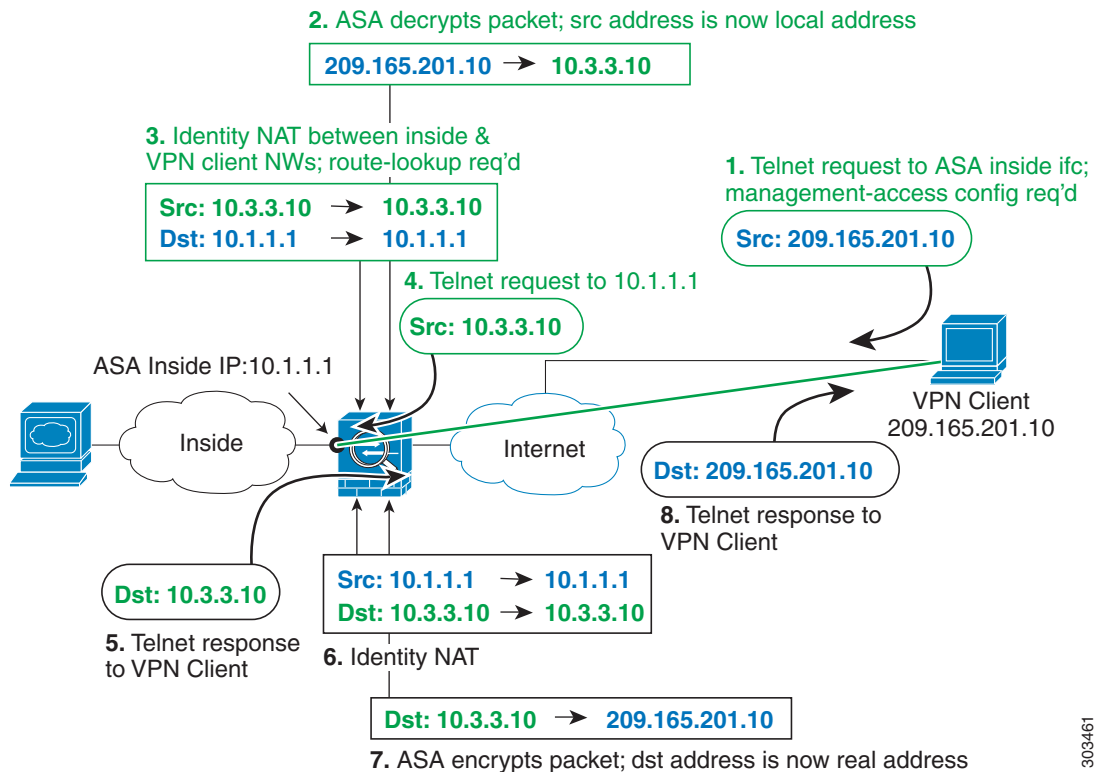 2. ASA decrypts packet; src address is now local address
209.165.201.10 → 10.3.3.10
3. Identity NAT between inside &
VPN client NWs; route-lookup req'd
Src: 10.3.3.10 → 10.3.3.10
Dst: 10.1.1.1 → 10.1.1.1
1. Telnet request to ASA inside ifc;
management-access config req'd
Src: 209.165.201.10
4. Telnet request to 10.1.1.1
Src: 10.3.3.10
ASA Inside IP:10.1.1.1
Inside
Internet
VPN Client
209.165.201.10
Dst: 209.165.201.10
8. Telnet response to
VPN Client
Dst: 10.3.3.10
5. Telnet response
to VPN Client
Src: 10.1.1.1 → 10.1.1.1
Dst: 10.3.3.10 → 10.3.3.10
6. Identity NAT
Dst: 10.3.3.10 → 209.165.201.10
7. ASA encrypts packet; dst address is now real address
303461